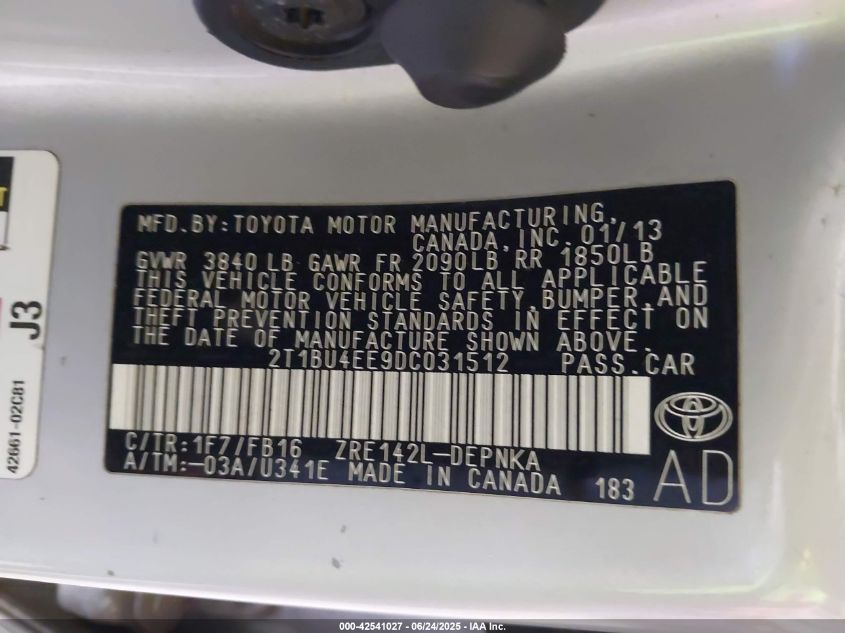 MFD.BY:TOYOTA MOTOR MANUFACTURING,
CANADA,INC. 01/13
GVWR 3840 LB GAWR FR 2090LB RR 1850LB
THIS VEHICLE CONFORMS TO ALL APPLICABLE
FEDERAL MOTOR VEHICLE SAFETY,BUMPER,AND
THEFT PREVENTION STANDARDS IN EFFECT ON
THE DATE OF MANUFACTURE SHOWN ABOVE.
2T1BU4EE9DC031512 PASS.CAR
C/TR:1F7/FB16 ZRE142L-DEPNKA
A/TM:-03A/U341E MADE IN CANADA 183
AD
J3
42661-02C81
000-42541027 - 06/24/2025 - IAA Inc.